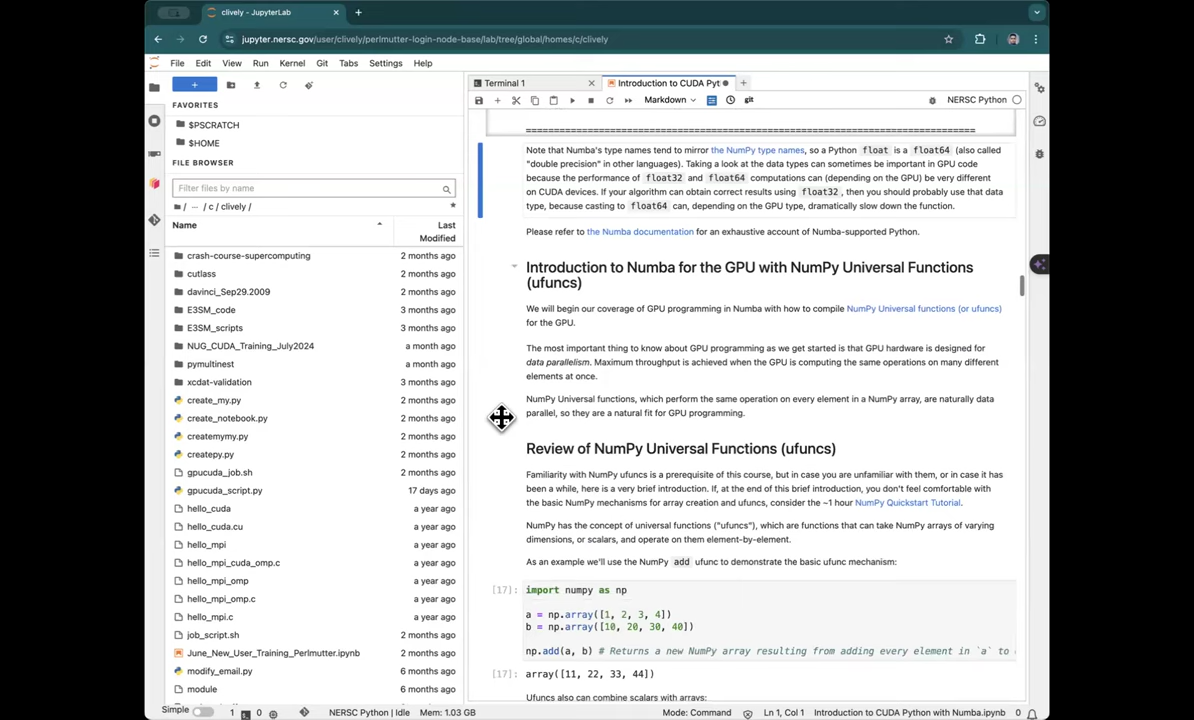 clively - JupyterLab
jupyter.nersc.gov/user/clively/perlmutter-login-node-base/lab/tree/global/homes/c/clively
File Edit View Run Kernel Git Tabs Settings Help
FAVORITES
$PSCRATCH
$HOME
FILE BROWSER
Filter files by name
/ ··· / c / clively /
Name Last Modified
crash-course-supercomputing 2 months ago
cutlass 2 months ago
davinci_Sep29.2009 2 months ago
E3SM_code 3 months ago
E3SM_scripts 3 months ago
NUG_CUDA_Training_July2024 a month ago
pymultinest a month ago
xcdat-validation 3 months ago
create_my.py 2 months ago
create_notebook.py 2 months ago
createmymy.py 2 months ago
createpy.py 2 months ago
gpucuda_job.sh 2 months ago
gpucuda_script.py 17 days ago
hello_cuda a year ago
hello_cuda.cu a year ago
hello_mpi a year ago
hello_mpi_cuda_omp.c a year ago
hello_mpi_omp a year ago
hello_mpi_omp.c a year ago
hello_mpi.c a year ago
job_script.sh 2 months ago
June_New_User_Training_Perlmutter.ipynb 2 months ago
modify_email.py 6 months ago
module 2 months ago
Terminal 1
Introduction to CUDA Pyt
Markdown
git
NERSC Python
================================================================================
Note that Numba's type names tend to mirror the NumPy type names, so a Python float is a float64 (also called
"double precision" in other languages). Taking a look at the data types can sometimes be important in GPU code
because the performance of float32 and float64 computations can (depending on the GPU) be very different
on CUDA devices. If your algorithm can obtain correct results using float32, then you should probably use that data
type, because casting to float64 can, depending on the GPU type, dramatically slow down the function.
Please refer to the Numba documentation for an exhaustive account of Numba-supported Python.
Introduction to Numba for the GPU with NumPy Universal Functions
(ufuncs)
We will begin our coverage of GPU programming in Numba with how to compile NumPy Universal functions (or ufuncs)
for the GPU.
The most important thing to know about GPU programming as we get started is that GPU hardware is designed for
data parallelism. Maximum throughput is achieved when the GPU is computing the same operations on many different
elements at once.
NumPy Universal functions, which perform the same operation on every element in a NumPy array, are naturally data
parallel, so they are a natural fit for GPU programming.
Review of NumPy Universal Functions (ufuncs)
Familiarity with NumPy ufuncs is a prerequisite of this course, but in case you are unfamiliar with them, or in case it has
been a while, here is a very brief introduction. If, at the end of this brief introduction, you don't feel comfortable with
the basic NumPy mechanisms for array creation and ufuncs, consider the ~1 hour NumPy Quickstart Tutorial.
NumPy has the concept of universal functions ("ufuncs"), which are functions that can take NumPy arrays of varying
dimensions, or scalars, and operate on them element-by-element.
As an example we'll use the NumPy add ufunc to demonstrate the basic ufunc mechanism:
[17]: import numpy as np
a = np.array([1, 2, 3, 4])
b = np.array([10, 20, 30, 40])
np.add(a, b) # Returns a new NumPy array resulting from adding every element in `a` to
[17]: array([11, 22, 33, 44])
Ufuncs also can combine scalars with arrays:
Simple 1 0 NERSC Python | Idle Mem: 1.03 GB Mode: Command Ln 1, Col 1 Introduction to CUDA Python with Numba.ipynb 0